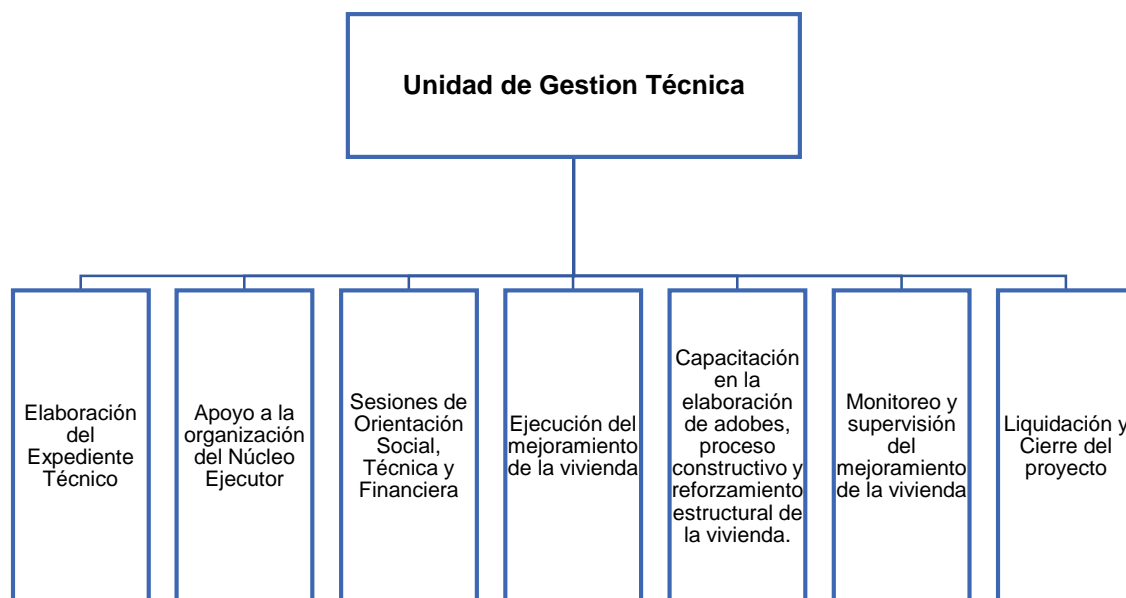 Unidad de Gestion Técnica
Elaboración
del
Expediente
Técnico
Apoyo a la
organización
del Núcleo
Ejecutor
Sesiones de
Orientación
Social,
Técnica y
Financiera
Ejecución del
mejoramiento
de la vivienda
Capacitación
en la
elaboración
de adobes,
proceso
constructivo y
reforzamiento
estructural de
la vivienda.
Monitoreo y
supervisión
del
mejoramiento
de la vivienda
Liquidación y
Cierre del
proyecto